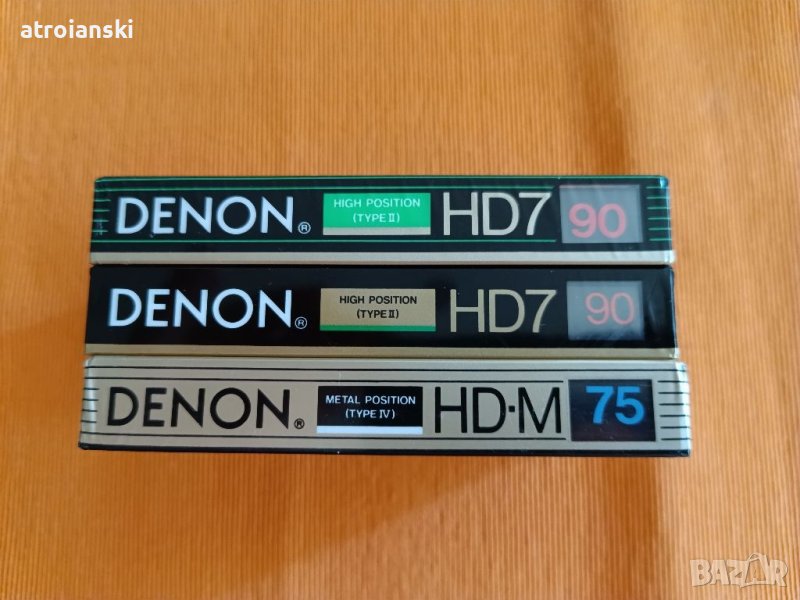 atroianski
DENON® HIGH POSITION (TYPE II) HD7 90
DENON® HIGH POSITION (TYPE II) HD7 90
DENON® METAL POSITION (TYPE IV) HD·M 75
BAZAR